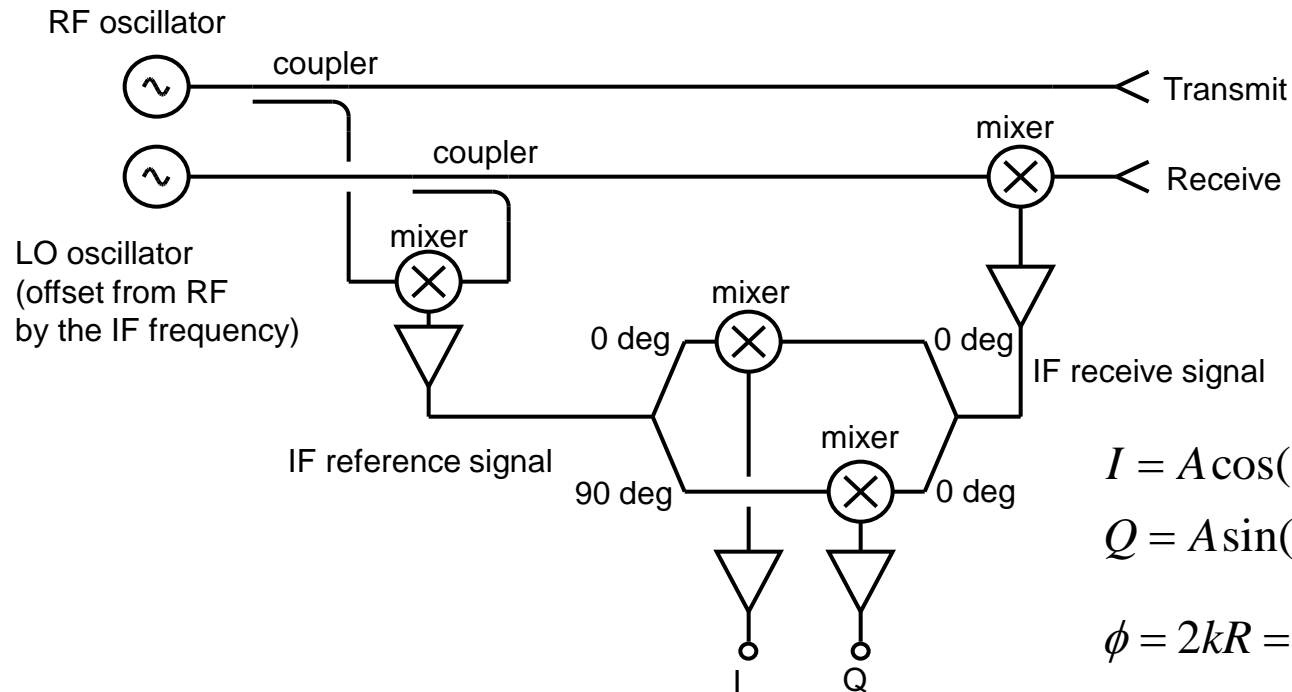 RF oscillator
coupler
Transmit
mixer
coupler
Receive
LO oscillator
(offset from RF
by the IF frequency)
mixer
mixer
0 deg
0 deg
IF receive signal
mixer
IF reference signal
90 deg
0 deg
I = A cos(
Q = A sin(
ϕ = 2kR =
I
Q